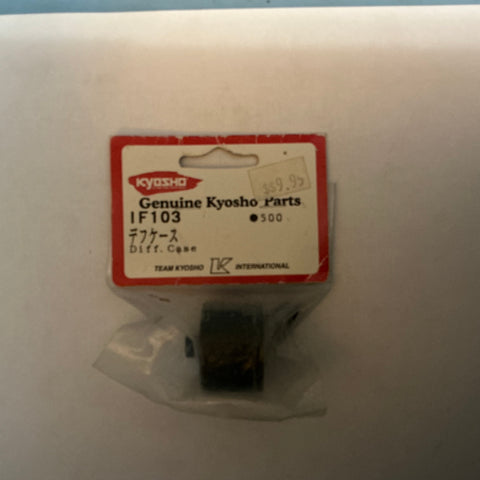 KYOSHO
$59.95
Genuine Kyosho Parts
IF103 ●500
デフケース
Diff.Case
TEAM KYOSHO K INTERNATIONAL